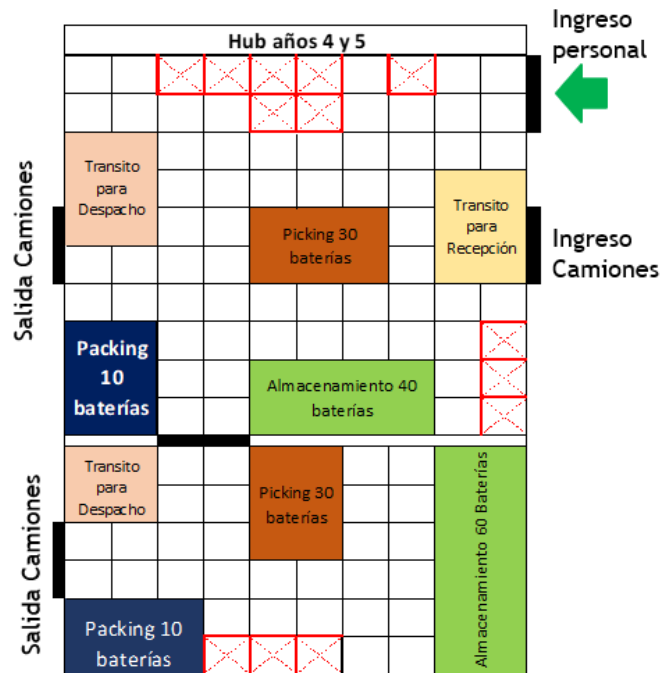 Hub años 4 y 5
Ingreso
personal
Salida Camiones
Transito
para
Despacho
Picking 30
baterías
Transito
para
Recepción
Ingreso
Camiones
Packing
10
baterías
Almacenamiento 40
baterías
Salida Camiones
Transito
para
Despacho
Picking 30
baterías
Almacenamiento 60 Baterías
Packing 10
baterías